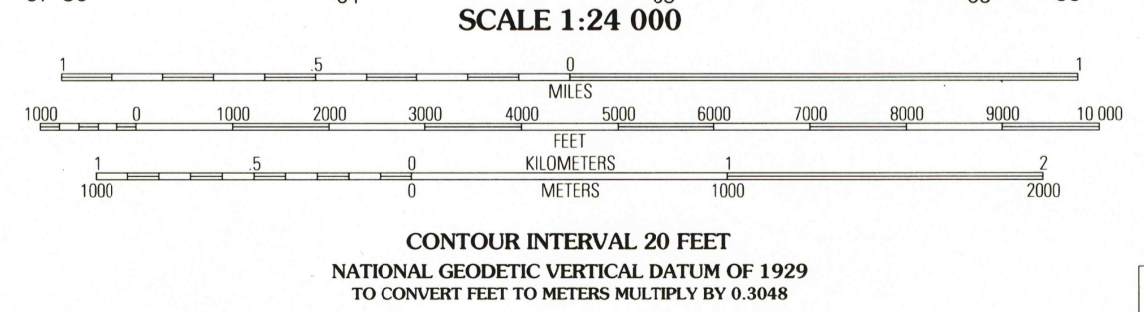 SCALE 1:24 000
1 .5 0 1
MILES
1000 0 1000 2000 3000 4000 5000 6000 7000 8000 9000 10 000
FEET
1 .5 0 KILOMETERS 1 2
1000 0 METERS 1000 2000
CONTOUR INTERVAL 20 FEET
NATIONAL GEODETIC VERTICAL DATUM OF 1929
TO CONVERT FEET TO METERS MULTIPLY BY 0.3048